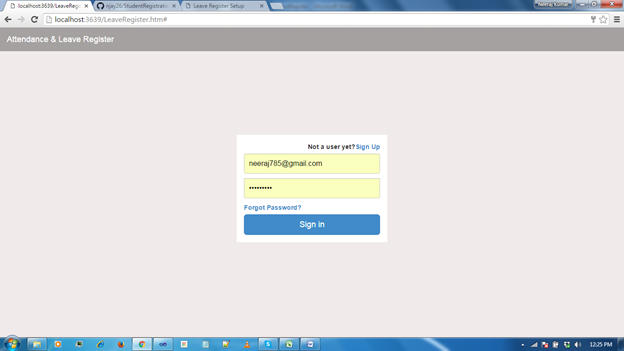 localhost:3639/LeaveRegi
njay26/StudentRegistratio
Leave Register Setup
Neeraj Kumar
localhost:3639/LeaveRegister.htm#
Attendance & Leave Register
Not a user yet? Sign Up
neeraj785@gmail.com
•••••••••
Forgot Password?
Sign in
12:25 PM